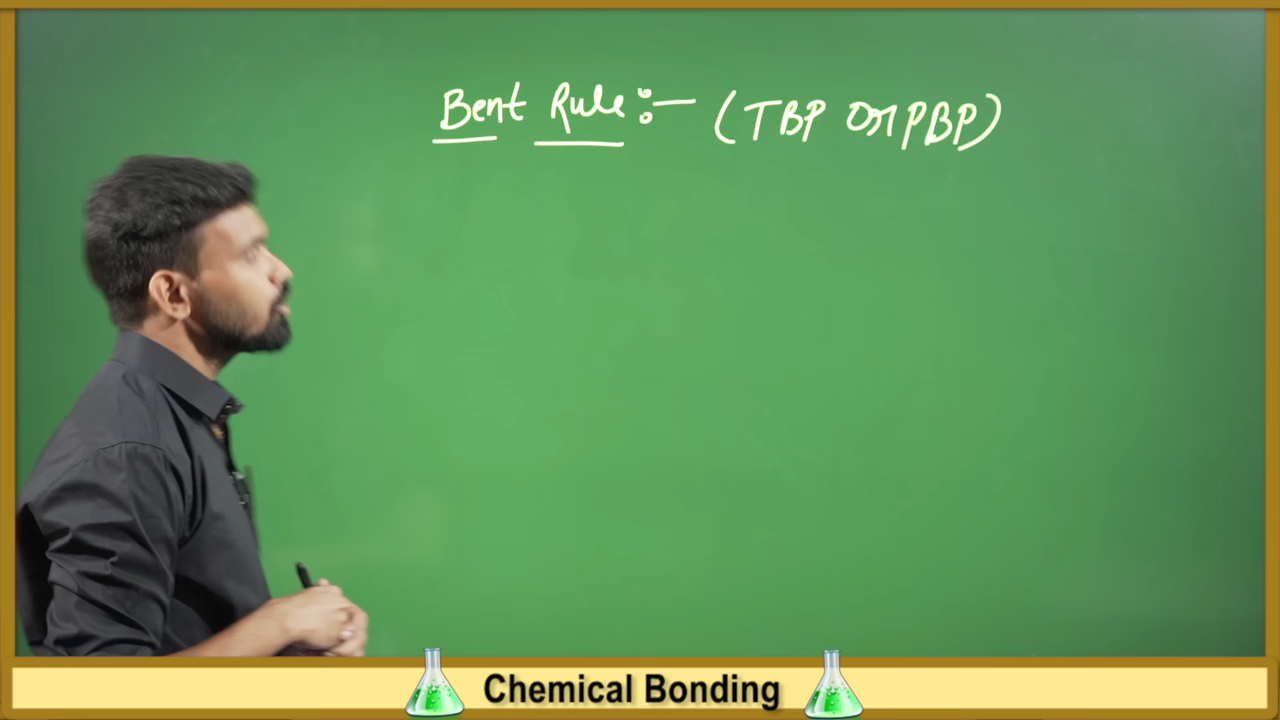 Bent Rule :- (TBP or PBP)
Chemical Bonding